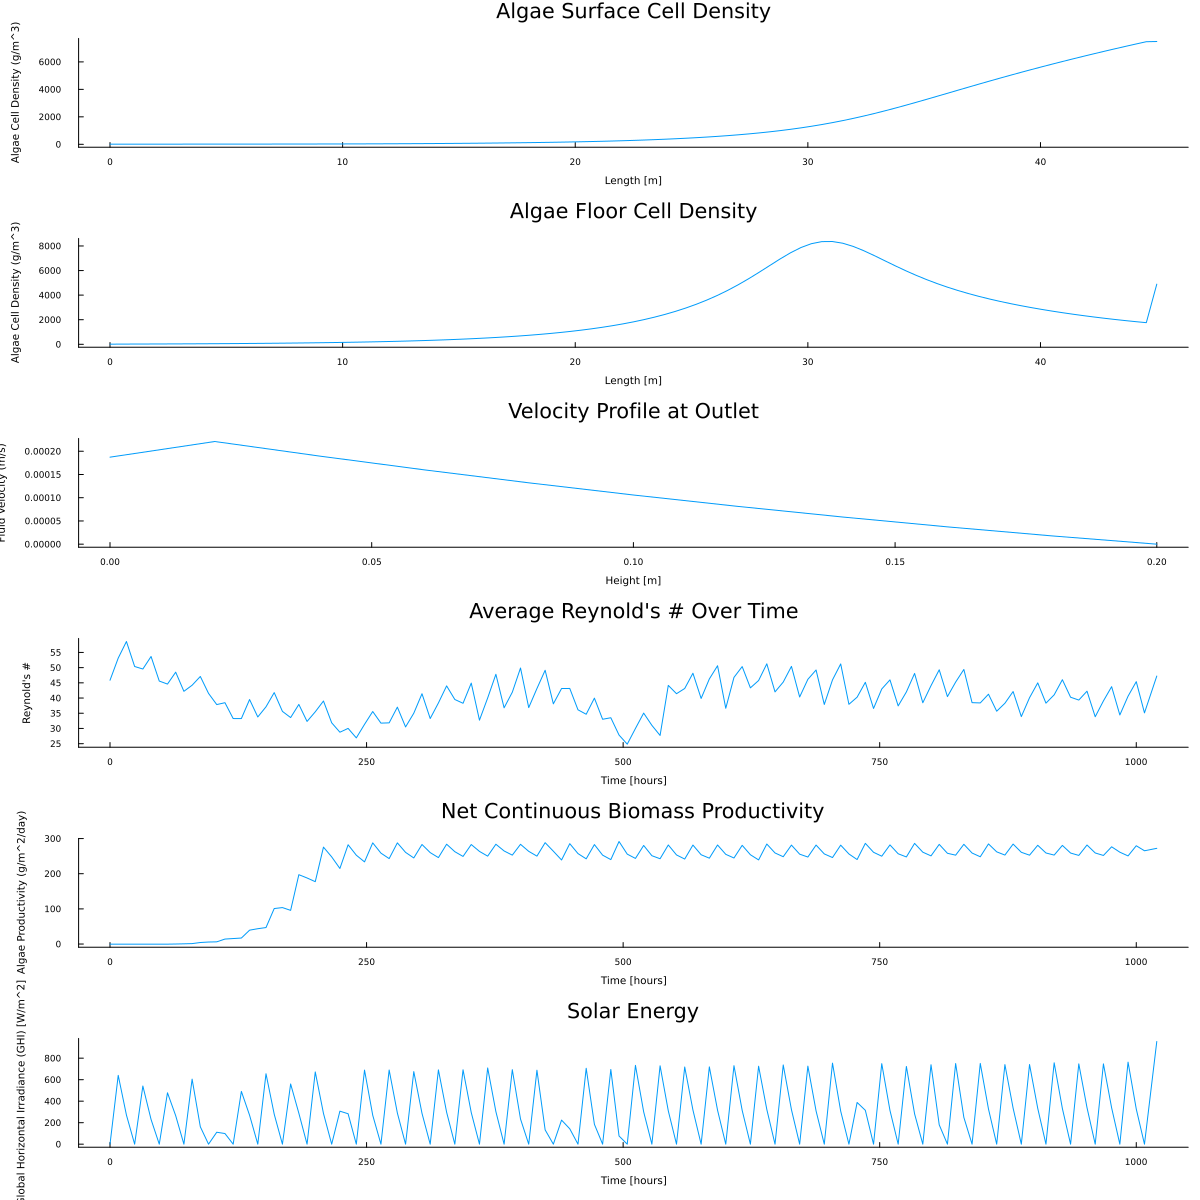 Algae Surface Cell Density
Algae Cell Density (g/m^3)
6000
4000
2000
0
0 10 20 30 40
Length [m]
Algae Floor Cell Density
Algae Cell Density (g/m^3)
8000
6000
4000
2000
0
0 10 20 30 40
Length [m]
Velocity Profile at Outlet
Fluid Velocity (m/s)
0.00020
0.00015
0.00010
0.00005
0.00000
0.00 0.05 0.10 0.15 0.20
Height [m]
Average Reynold's # Over Time
Reynold's #
55
50
45
40
35
30
25
0 250 500 750 1000
Time [hours]
Net Continuous Biomass Productivity
Algae Productivity (g/m^2/day)
300
200
100
0
0 250 500 750 1000
Time [hours]
Solar Energy
Global Horizontal Irradiance (GHI) [W/m^2]
800
600
400
200
0
0 250 500 750 1000
Time [hours]